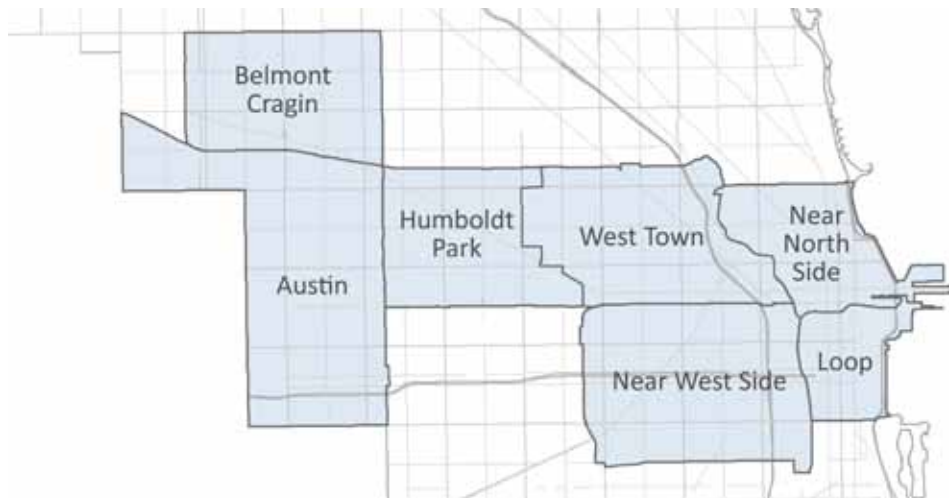 Belmont
Cragin
Humboldt
Park
West Town
Near
North
Side
Austin
Near West Side
Loop